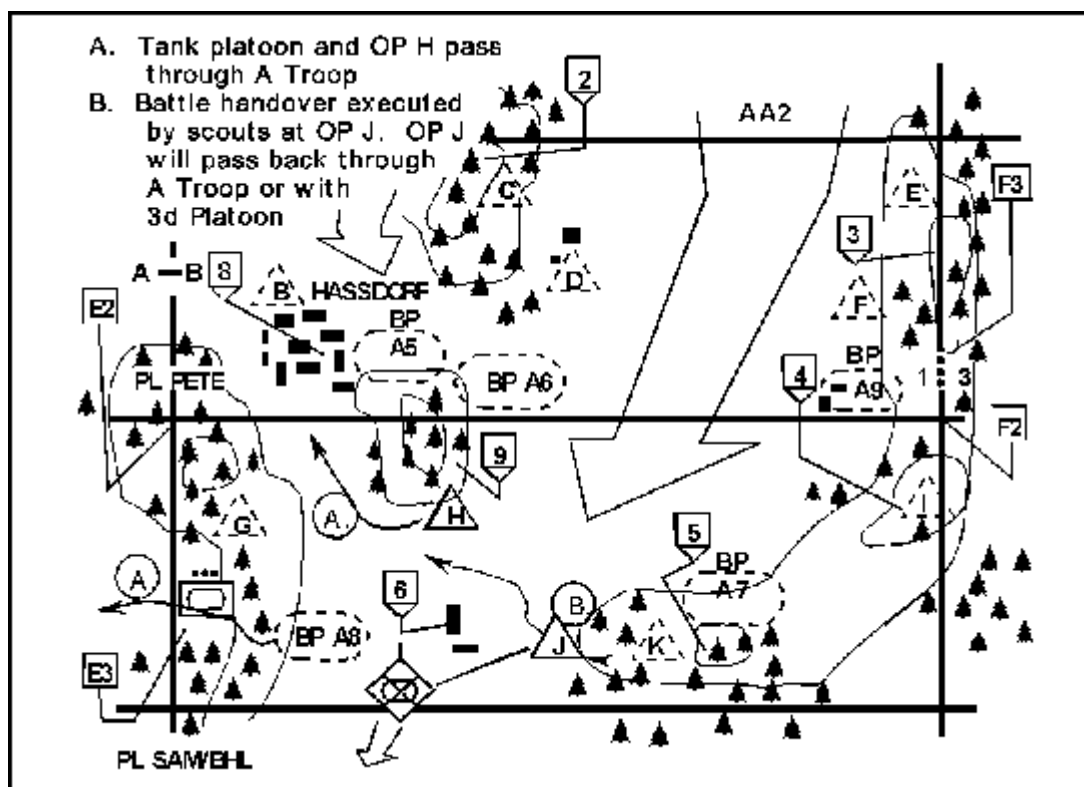 A. Tank platoon and OP H pass
through A Troop
B. Battle handover executed
by scouts at OP J. OP J
will pass back through
A Troop or with
3d Platoon
2
AA2
C
E
F3
3
D
A B
8
B
HASSDORF
E2
F
BP
A5
BP
A9
1 3
4
PL PETE
BP A6
F2
9
A
H
I
G
5
BP
A7
A
6
B
J
K
BP A8
E3
PL SAM/BHL